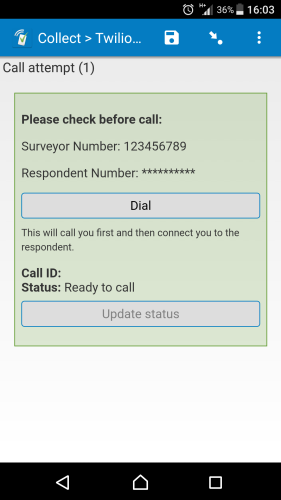 36% 16:03
Collect > Twilio...
Call attempt (1)
Please check before call:
Surveyor Number: 123456789
Respondent Number: **********
Dial
This will call you first and then connect you to the
respondent.
Call ID:
Status: Ready to call
Update status